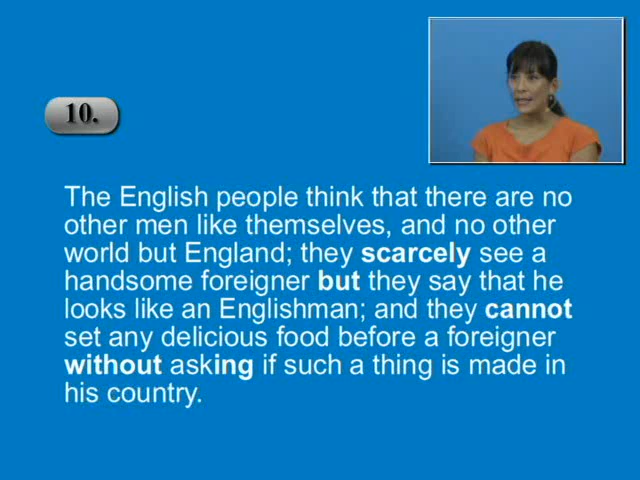 10.
The English people think that there are no
other men like themselves, and no other
world but England; they scarcely see a
handsome foreigner but they say that he
looks like an Englishman; and they cannot
set any delicious food before a foreigner
without asking if such a thing is made in
his country.